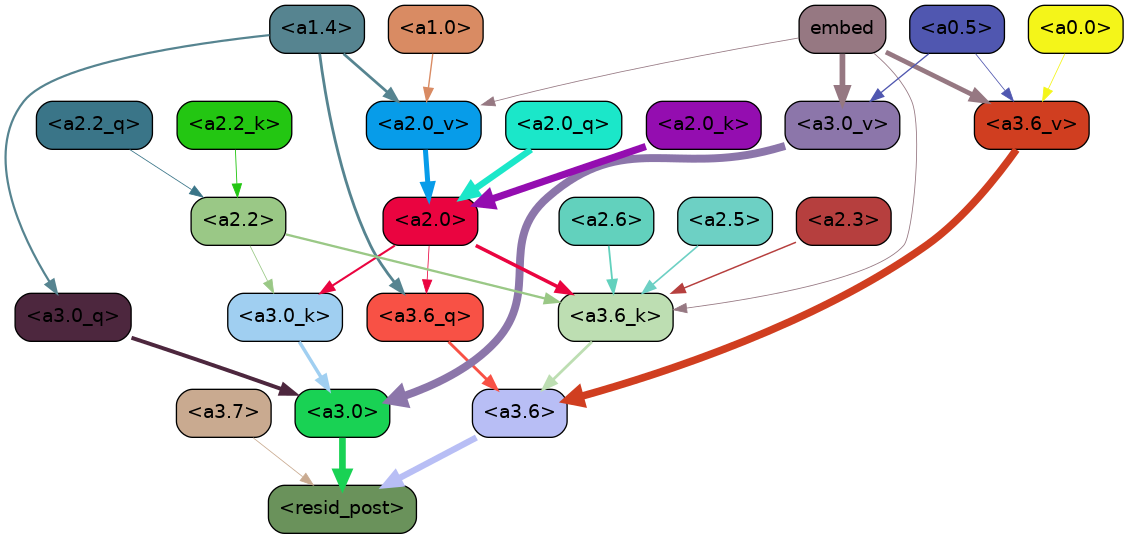 <a1.4> <a1.0> embed <a0.5> <a0.0>
<a2.2_q> <a2.2_k> <a2.0_v> <a2.0_q> <a2.0_k> <a3.0_v> <a3.6_v>
<a2.2> <a2.0> <a2.6> <a2.5> <a2.3>
<a3.0_q> <a3.0_k> <a3.6_q> <a3.6_k>
<a3.7> <a3.0> <a3.6>
<resid_post>